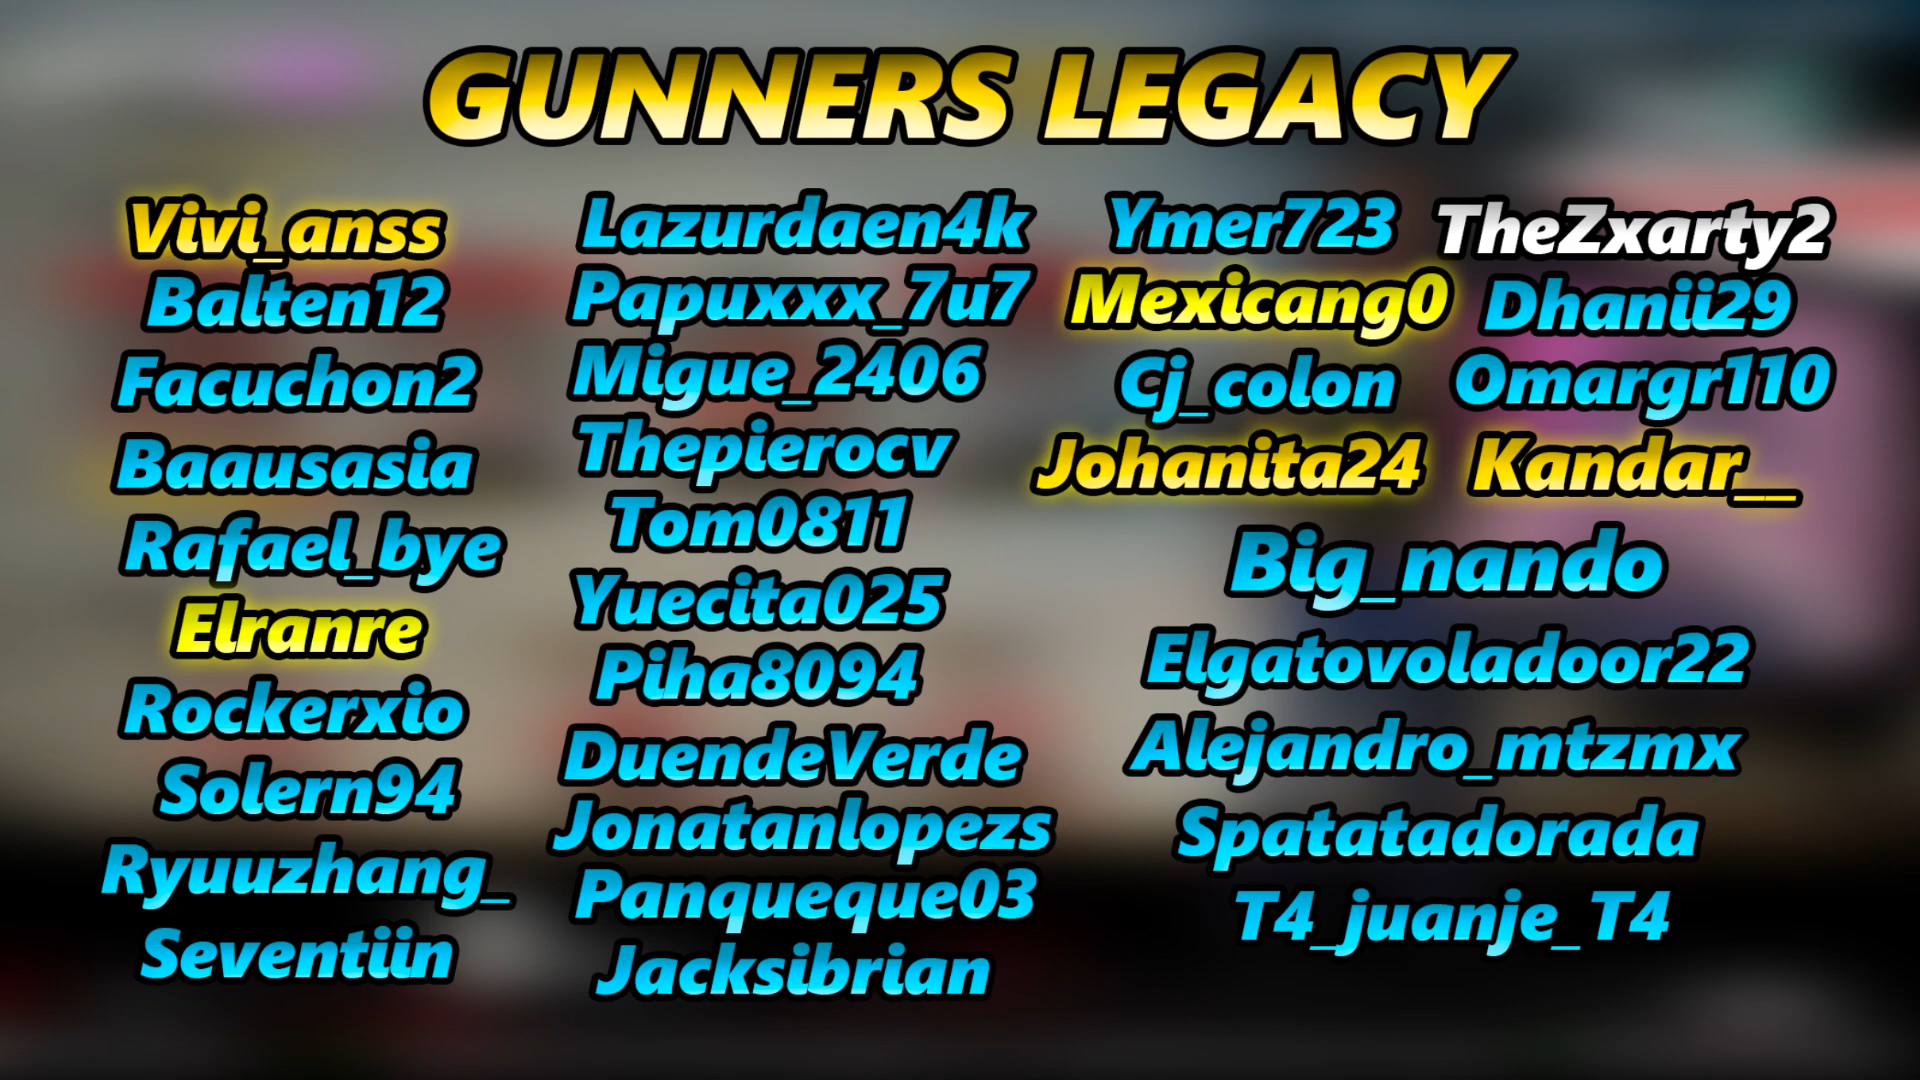 GUNNERS LEGACY
Vivi_anss
Balten12
Facuchon2
Baausasia
Rafael_bye
Elranre
Rockerxio
Solern94
Ryuuzhang_
Seventiin
Lazurdaen4k
Papuxxx_7u7
Migue_2406
Thepierocv
Tom0811
Yuecita025
Piha8094
DuendeVerde
Jonatanlopezs
Panqueque03
Jacksibrian
Ymer723
Mexicang0
Cj_colon
Johanita24
TheZxarty2
Dhanii29
Omargr110
Kandar__
Big_nando
Elgatovoladoor22
Alejandro_mtzmx
Spatatadorada
T4_juanje_T4